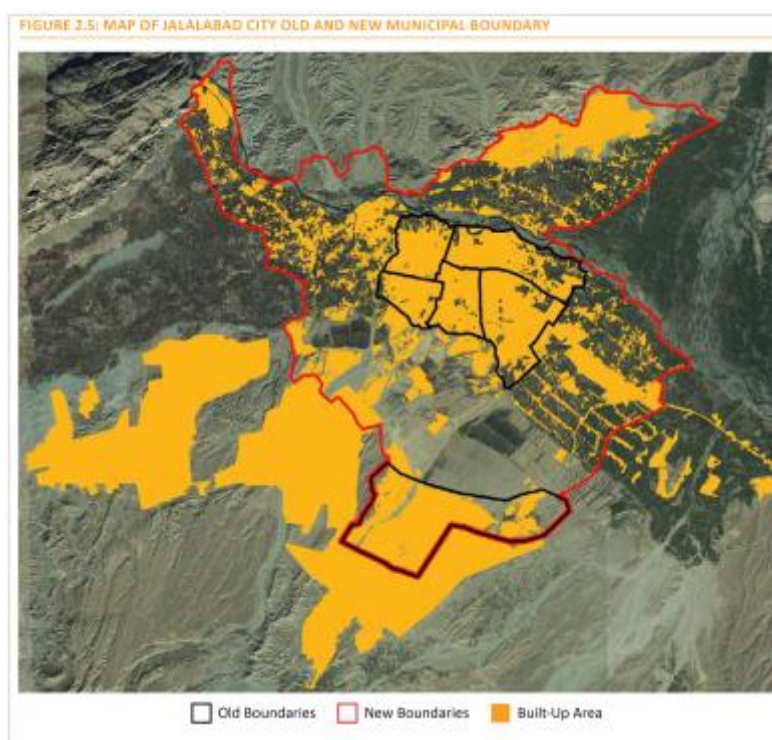 FIGURE 2.5: MAP OF JALALABAD CITY OLD AND NEW MUNICIPAL BOUNDARY
Old Boundaries New Boundaries Built-Up Area